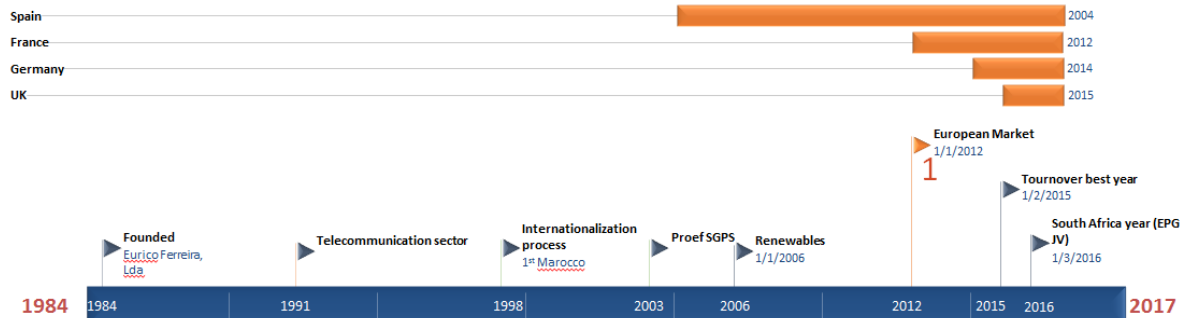 Spain 2004
France 2012
Germany 2014
UK 2015
European Market
1/1/2012
1
Tournover best year
1/2/2015
South Africa year (EPG
JV)
1/3/2016
Founded
Eurico Ferreira,
Lda
Telecommunication sector
Internationalization
process
1st Marocco
Proef SGPS
Renewables
1/1/2006
1984 1984 1991 1998 2003 2006 2012 2015 2016 2017